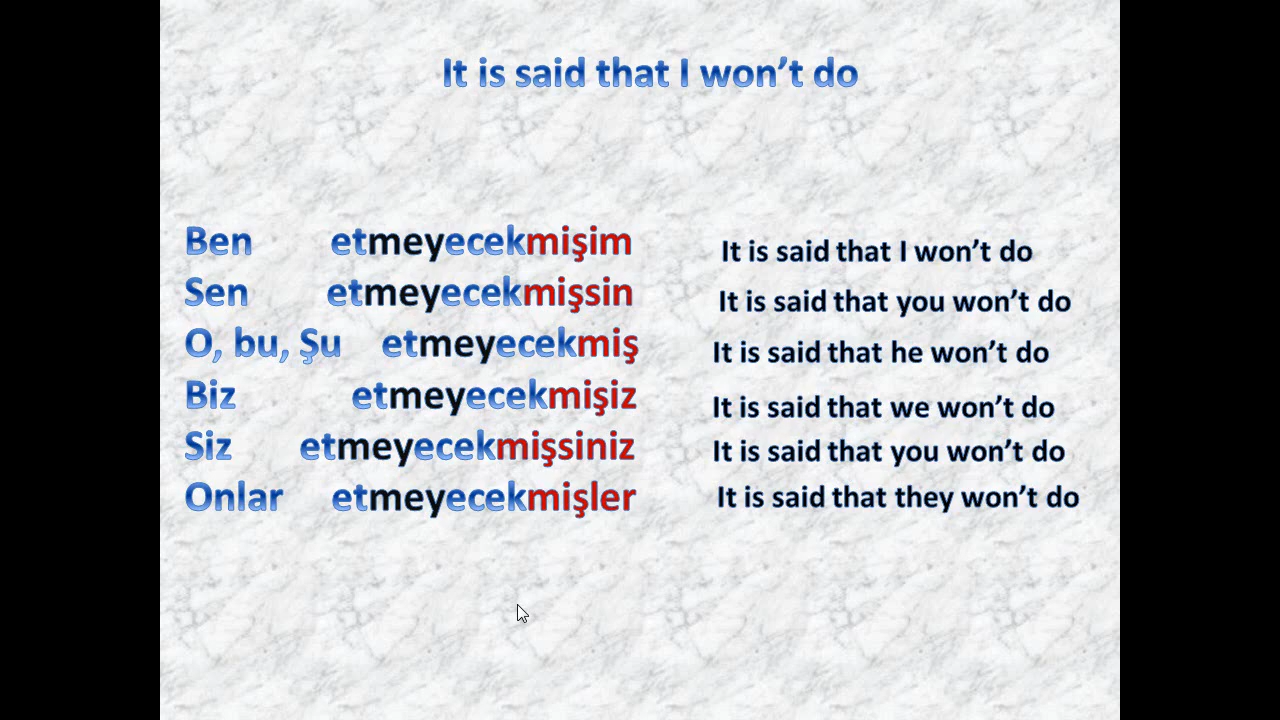 It is said that I won't do
Ben etmeyecekmişim It is said that I won't do
Sen etmeyecekmişsin It is said that you won't do
O, bu, Şu etmeyecekmiş It is said that he won't do
Biz etmeyecekmişiz It is said that we won't do
Siz etmeyecekmişsiniz It is said that you won't do
Onlar etmeyecekmişler It is said that they won't do